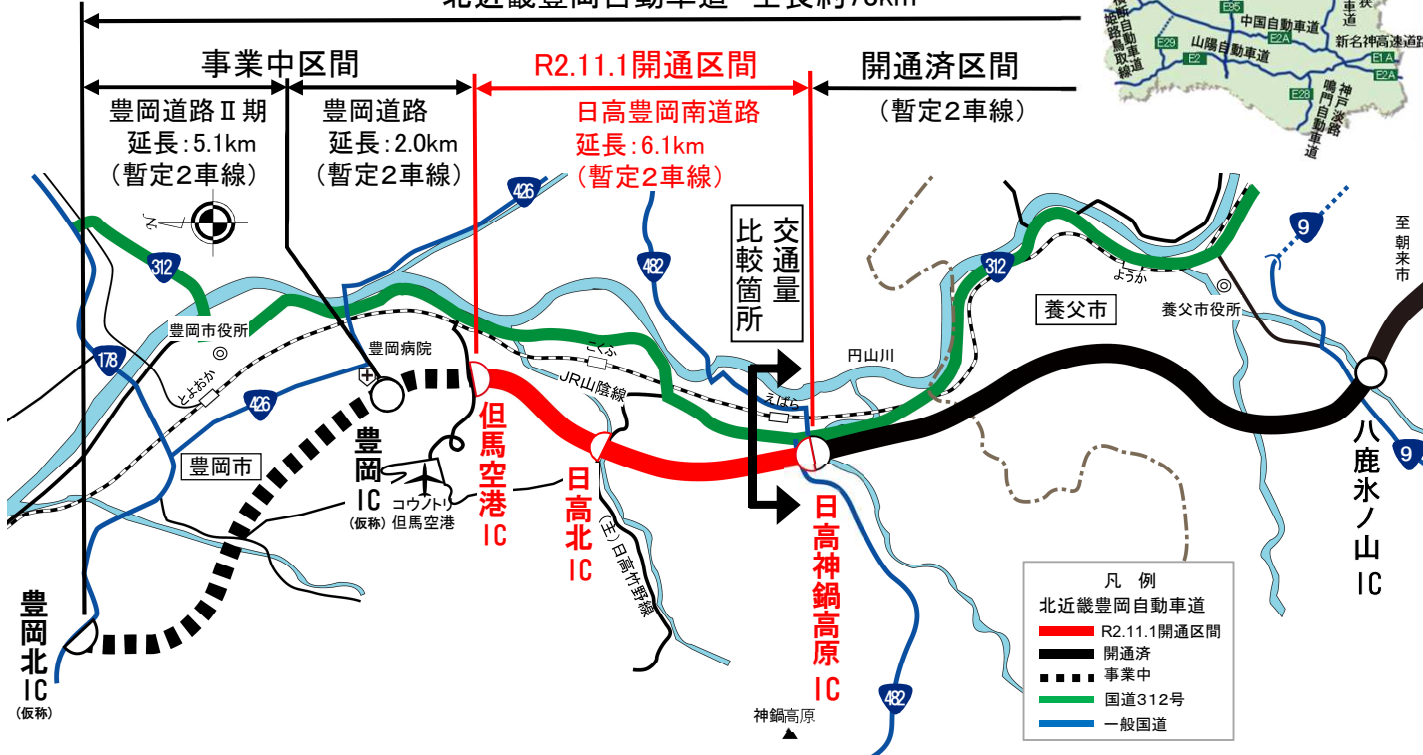 北近畿豊岡自動車道
事業中区間
R2.11.1開通区間
開通済区間
(暫定2車線)
豊岡道路Ⅱ期
延長:5.1km
(暫定2車線)
豊岡道路
延長:2.0km
(暫定2車線)
日高豊岡南道路
延長:6.1km
(暫定2車線)
E95
中国自動車道
E2A
新名神高速道路
E1A
E2A
E29
山陽自動車道
E2
E28
神戸淡路
鳴門自動車道
姫路鳥取線
自動車道
車道
N
312
426
482
交通量
比較箇所
312
9
至朝来市
ようか
養父市
養父市役所
豊岡市役所
とよおか
178
426
豊岡病院
こくふ
JR山陰線
円山川
えばら
豊岡市
豊岡IC
(仮称)
コウノトリ
但馬空港
但馬空港IC
日高北IC
(主)日高竹野線
日高神鍋高原IC
八鹿氷ノ山IC
9
豊岡北IC
(仮称)
482
神鍋高原
凡 例
北近畿豊岡自動車道
R2.11.1開通区間
開通済
事業中
国道312号
一般国道